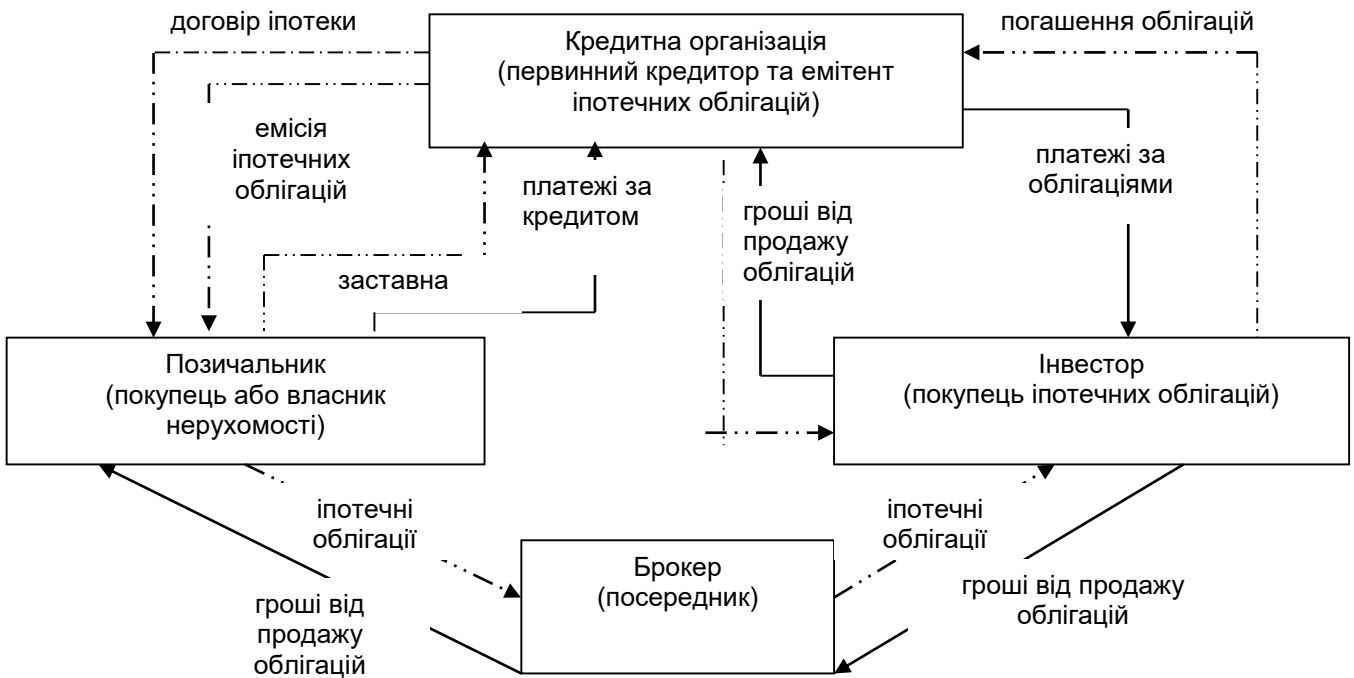 договір іпотеки
Кредитна організація
(первинний кредитор та емітент
іпотечних облігацій)
погашення облігацій
емісія
іпотечних
облігацій
платежі за
кредитом
гроші від
продажу
облігацій
платежі за
облігаціями
заставна
Позичальник
(покупець або власник
нерухомості)
Інвестор
(покупець іпотечних облігацій)
іпотечні
облігації
іпотечні
облігації
Брокер
(посередник)
гроші від
продажу
облігацій
гроші від продажу
облігацій